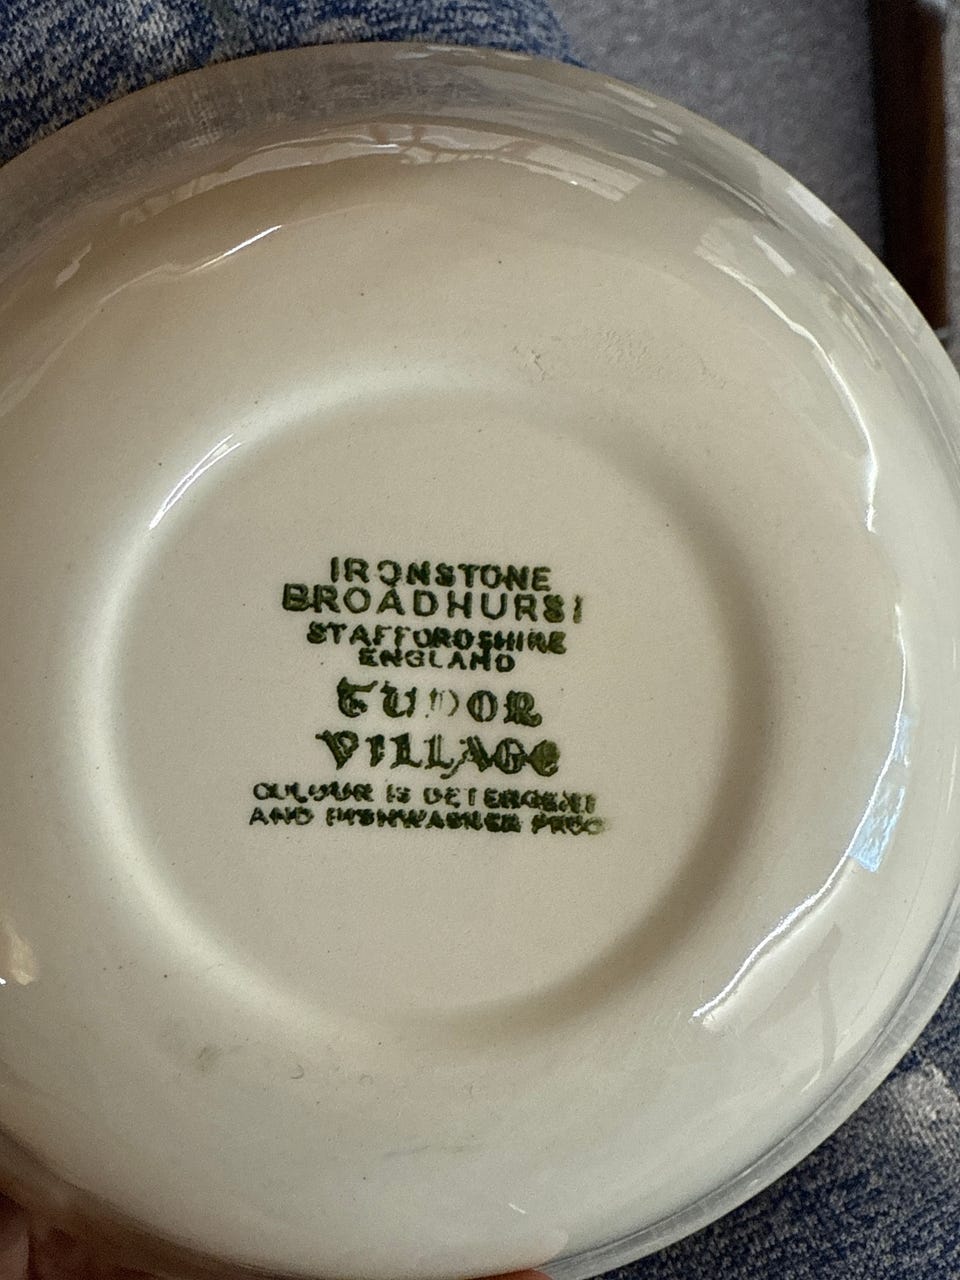 IRONSTONE
BROADHURST
STAFFORDSHIRE
ENGLAND
TUDOR
VILLAGE
COLOUR IS DETERGENT
AND DISHWASHER PROOF